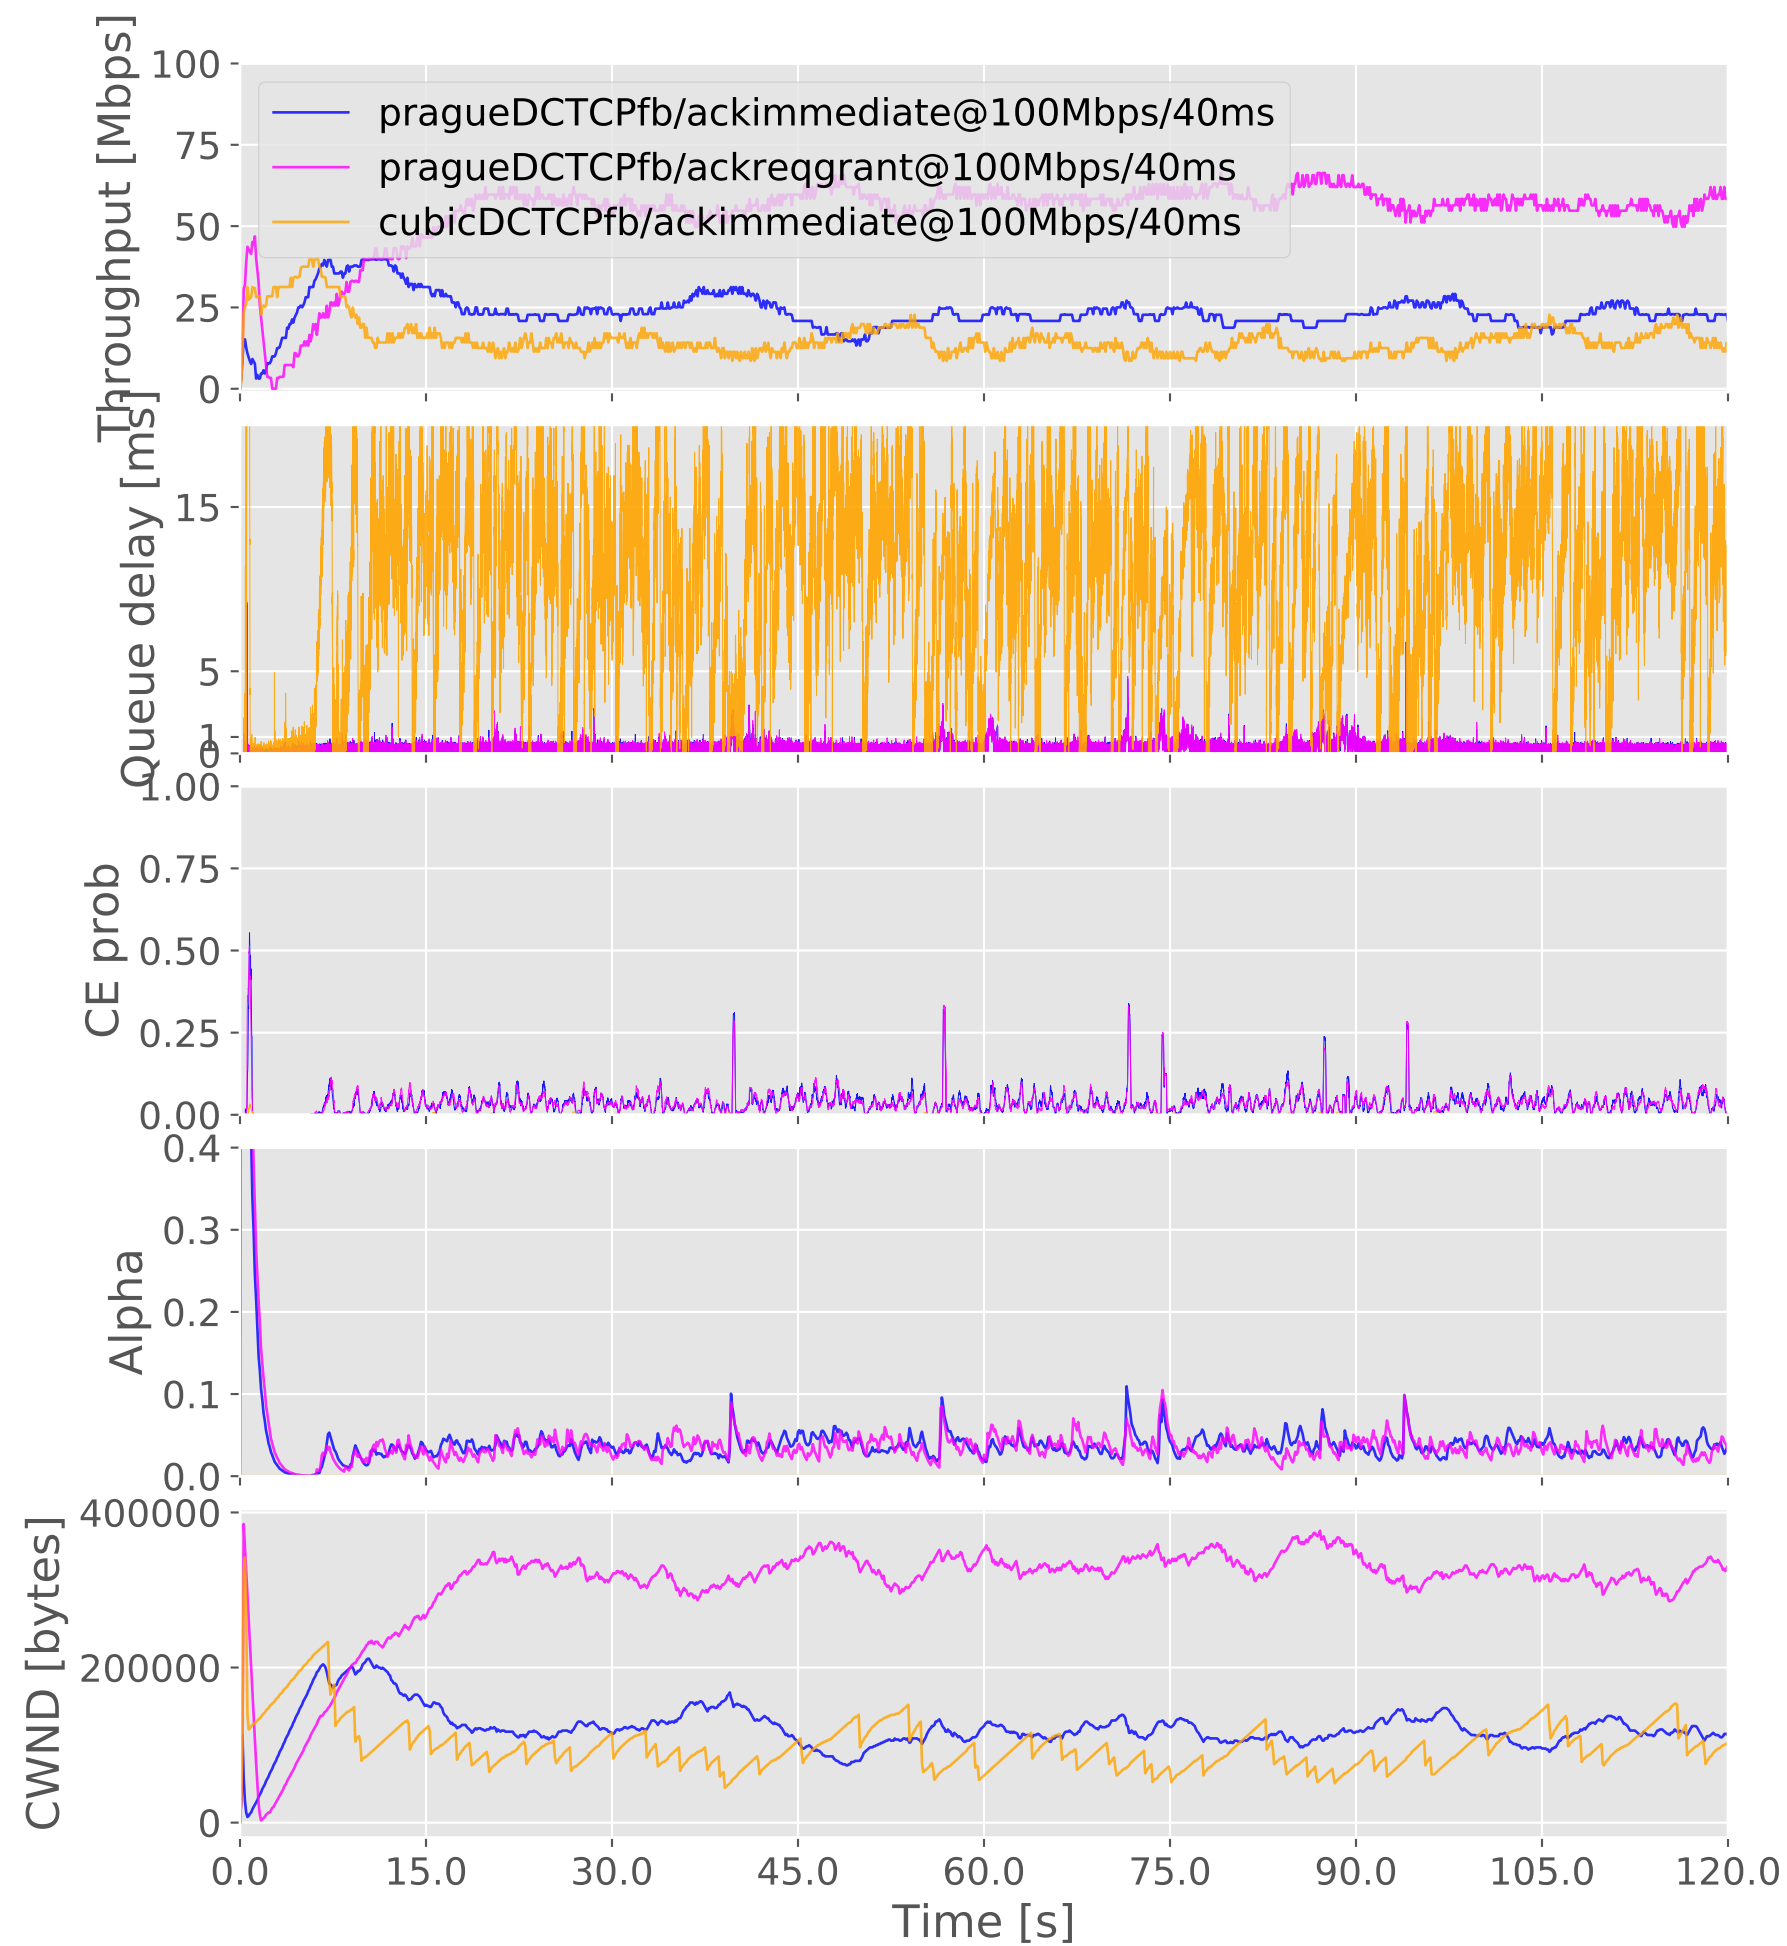 Throughput [Mbps]
100
75
50
25
0
pragueDCTCPfb/ackimmediate@100Mbps/40ms
pragueDCTCPfb/ackreqgrant@100Mbps/40ms
cubicDCTCPfb/ackimmediate@100Mbps/40ms
Queue delay [ms]
15
5
1
0
CE prob
1.00
0.75
0.50
0.25
0.00
Alpha
0.4
0.3
0.2
0.1
0.0
CWND [bytes]
400000
200000
0
0.0 15.0 30.0 45.0 60.0 75.0 90.0 105.0 120.0
Time [s]